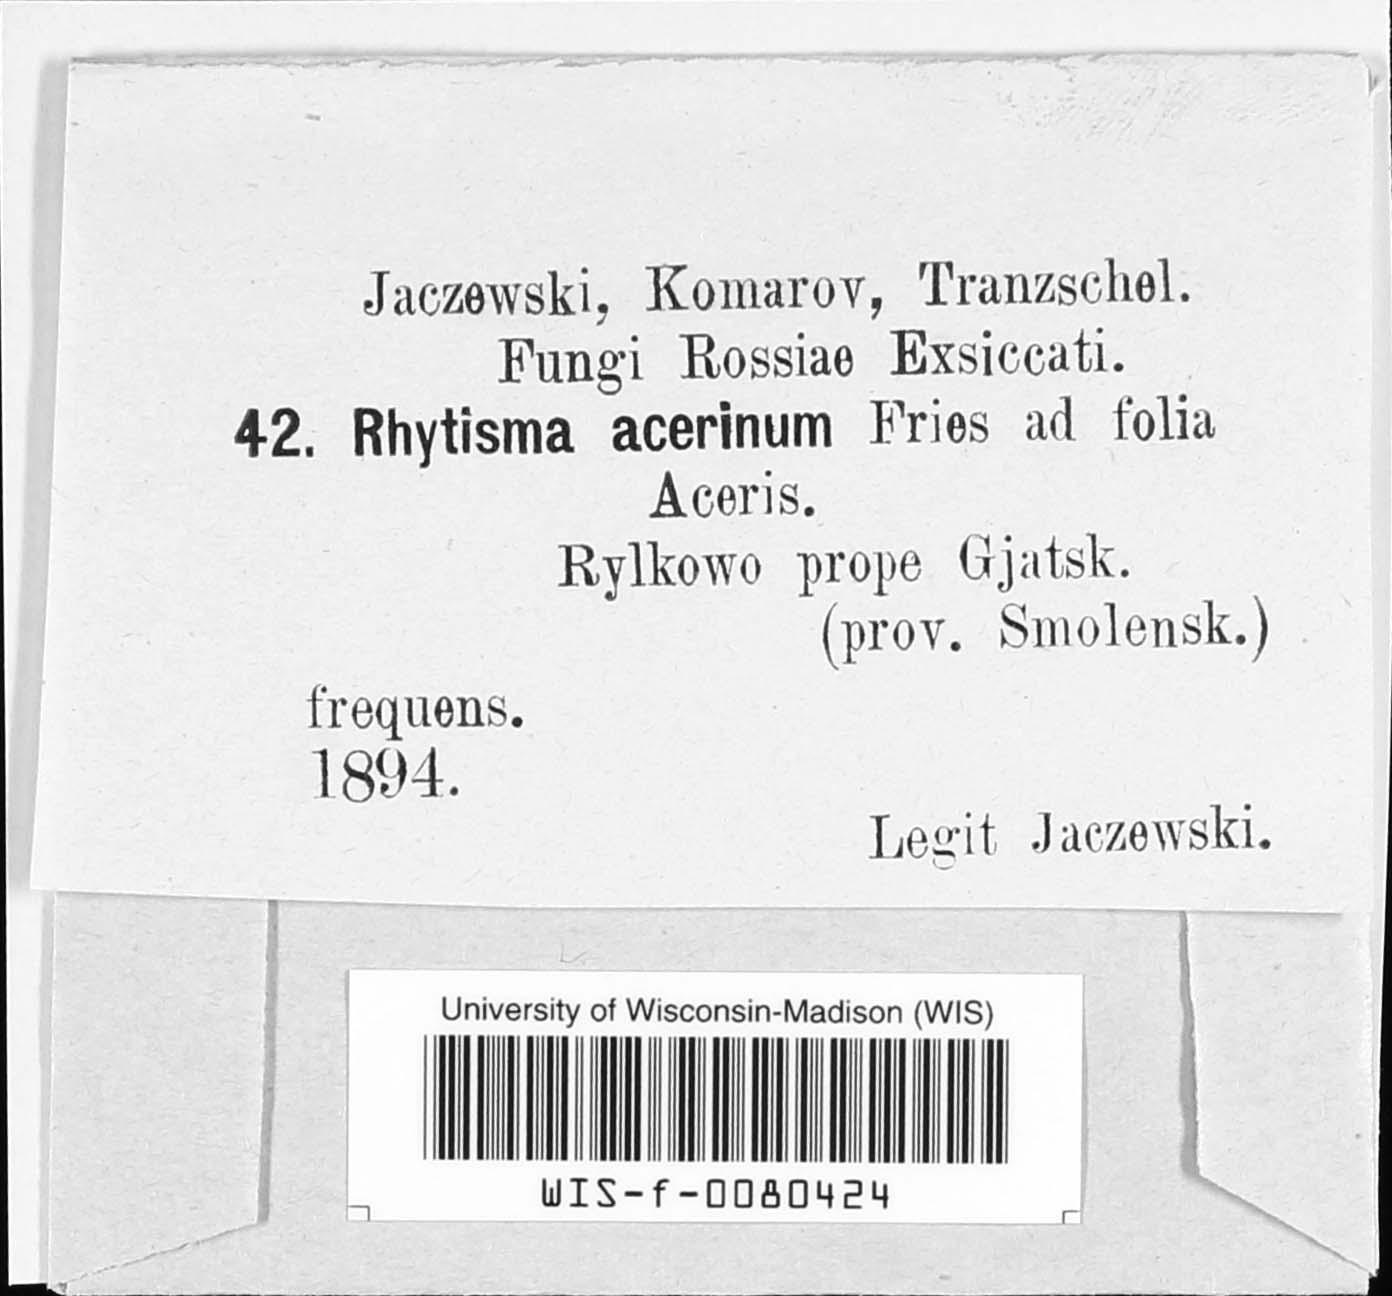 Jaczewski, Komarov, Tranzschel.
Fungi Rossiae Exsiccati.
42. Rhytisma acerinum Fries ad folia
Aceris.
Rylkowo prope Gjatsk.
(prov. Smolensk.)
frequens.
1894.
Legit Jaczewski.
University of Wisconsin-Madison (WIS)
WIS-f-0080424